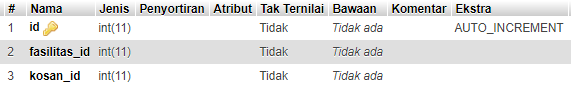 # Nama Jenis Penyortiran Atribut Tak Ternilai Bawaan Komentar Ekstra
1 id int(11) Tidak Tidak ada AUTO_INCREMENT
2 fasilitas_id int(11) Tidak Tidak ada
3 kosan_id int(11) Tidak Tidak ada